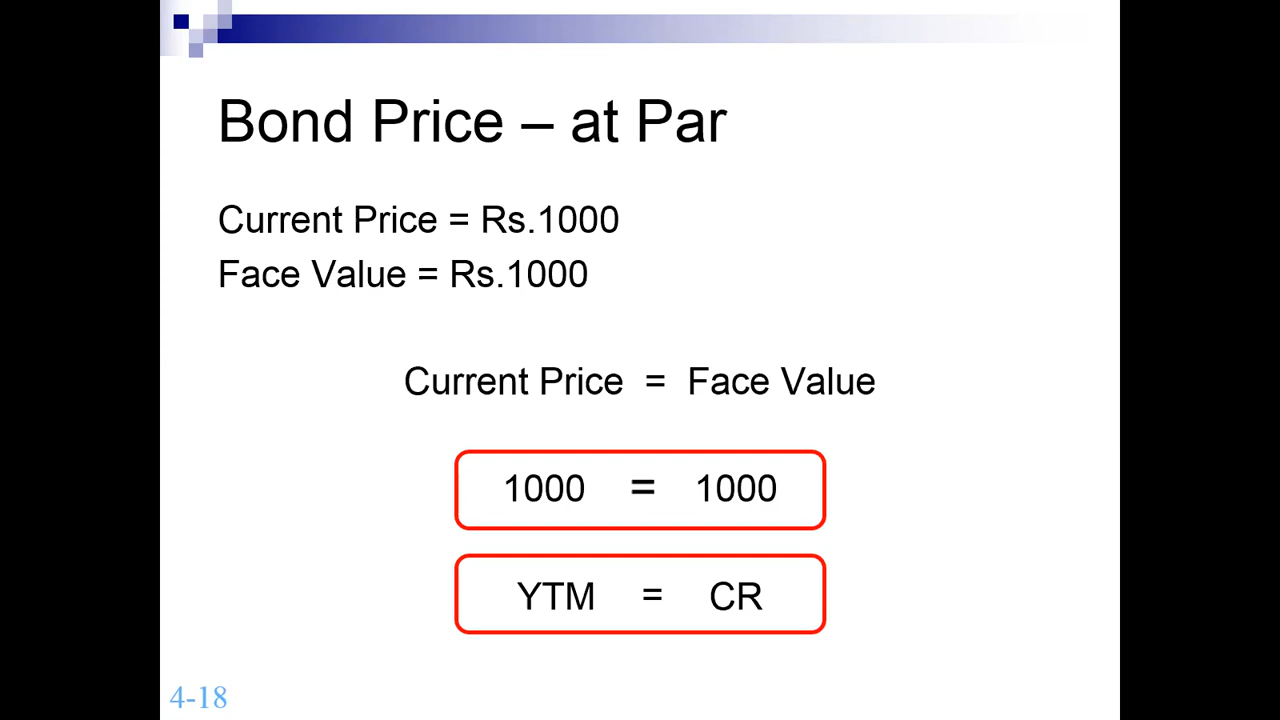 Bond Price – at Par
Current Price = Rs.1000
Face Value = Rs.1000
Current Price = Face Value
1000 = 1000
YTM = CR
4-18